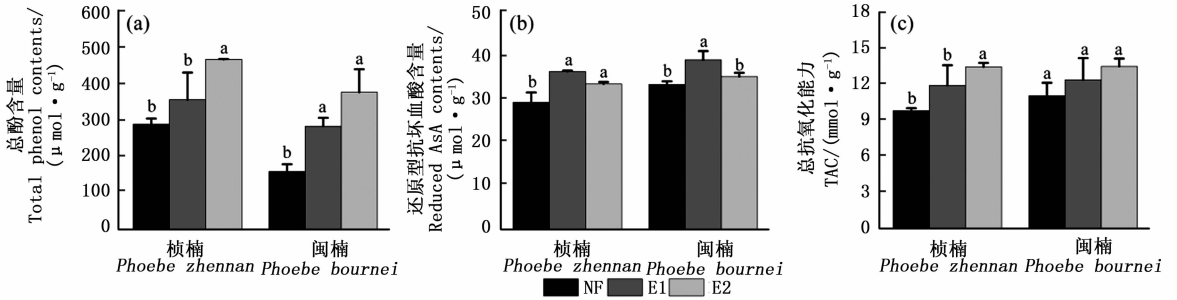 (a)
总酚含量
Total phenol contents/
(μmol·g⁻¹)
600
500
400
300
200
100
0
b
b
a
b
a
a
桢楠
Phoebe zhennan
闽楠
Phoebe bournei
(b)
还原型抗坏血酸含量/
Reduced AsA contents/
(μmol·g⁻¹)
50
40
30
20
10
0
b
a
a
b
a
b
桢楠
Phoebe zhennan
闽楠
Phoebe bournei
(c)
总抗氧化能力
TAC/(mmol·g⁻¹)
18
15
12
9
6
3
0
b
b
a
a
a
a
桢楠
Phoebe zhennan
闽楠
Phoebe bournei
NF E1 E2